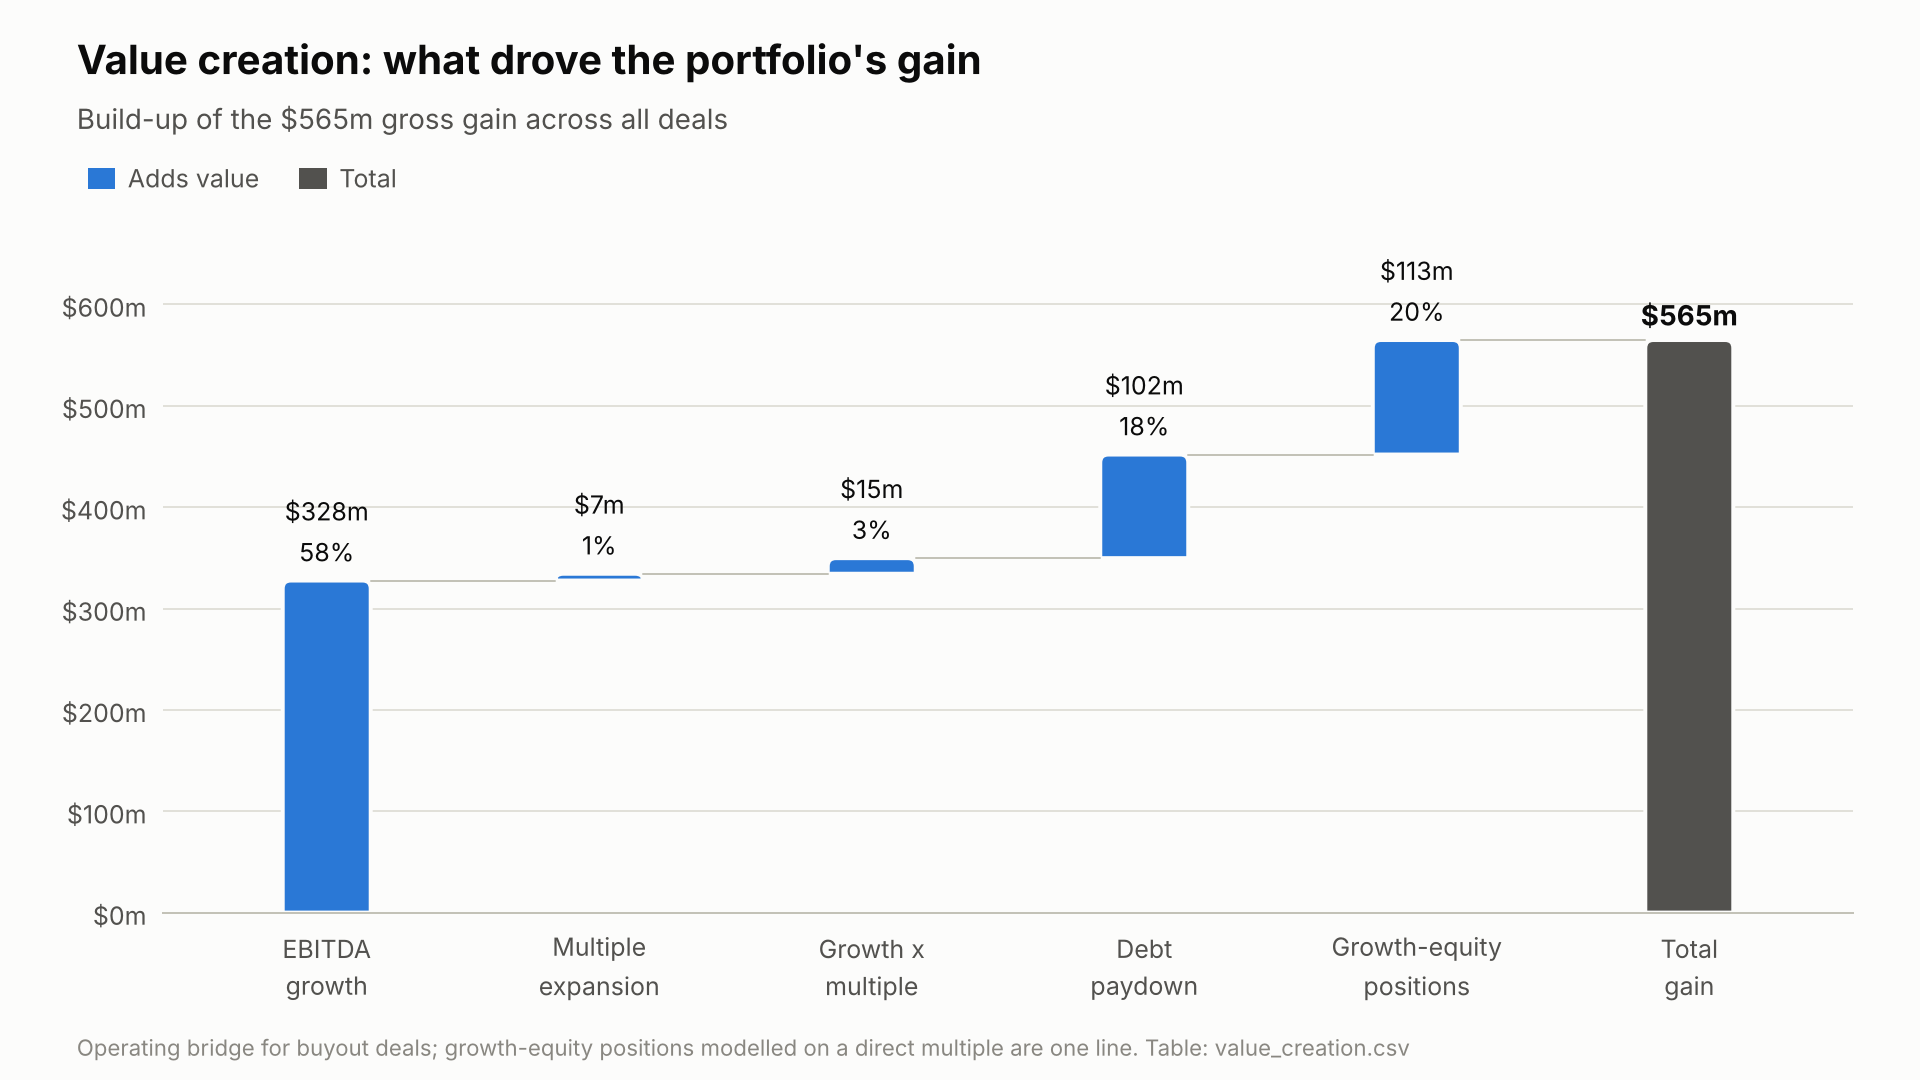 Value creation: what drove the portfolio's gain
Build-up of the $565m gross gain across all deals
Adds value
Total
$600m
$500m
$400m
$300m
$200m
$100m
$0m
$328m
58%
$7m
1%
$15m
3%
$102m
18%
$113m
20%
$565m
EBITDA
growth
Multiple
expansion
Growth x
multiple
Debt
paydown
Growth-equity
positions
Total
gain
Operating bridge for buyout deals; growth-equity positions modelled on a direct multiple are one line. Table: value_creation.csv